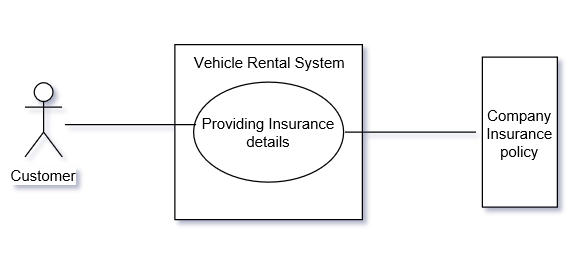 Vehicle Rental System
Providing Insurance
details
Company
Insurance
policy
Customer